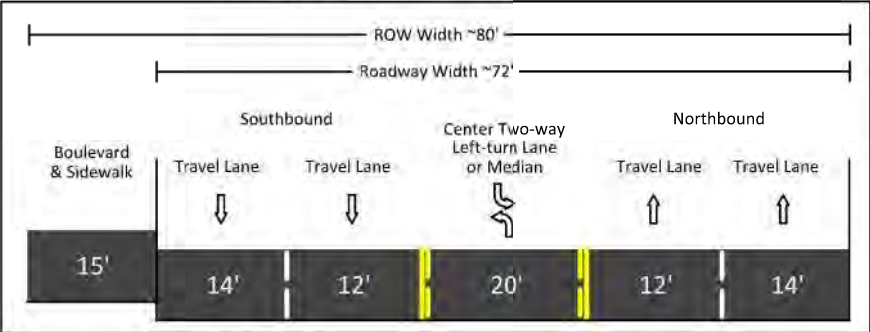 ROW Width ~80'
Roadway Width ~72'
Southbound
Center Two-way
Left-turn Lane
or Median
Northbound
Boulevard
& Sidewalk
Travel Lane
Travel Lane
Travel Lane
Travel Lane
15'
14'
12'
20'
12'
14'